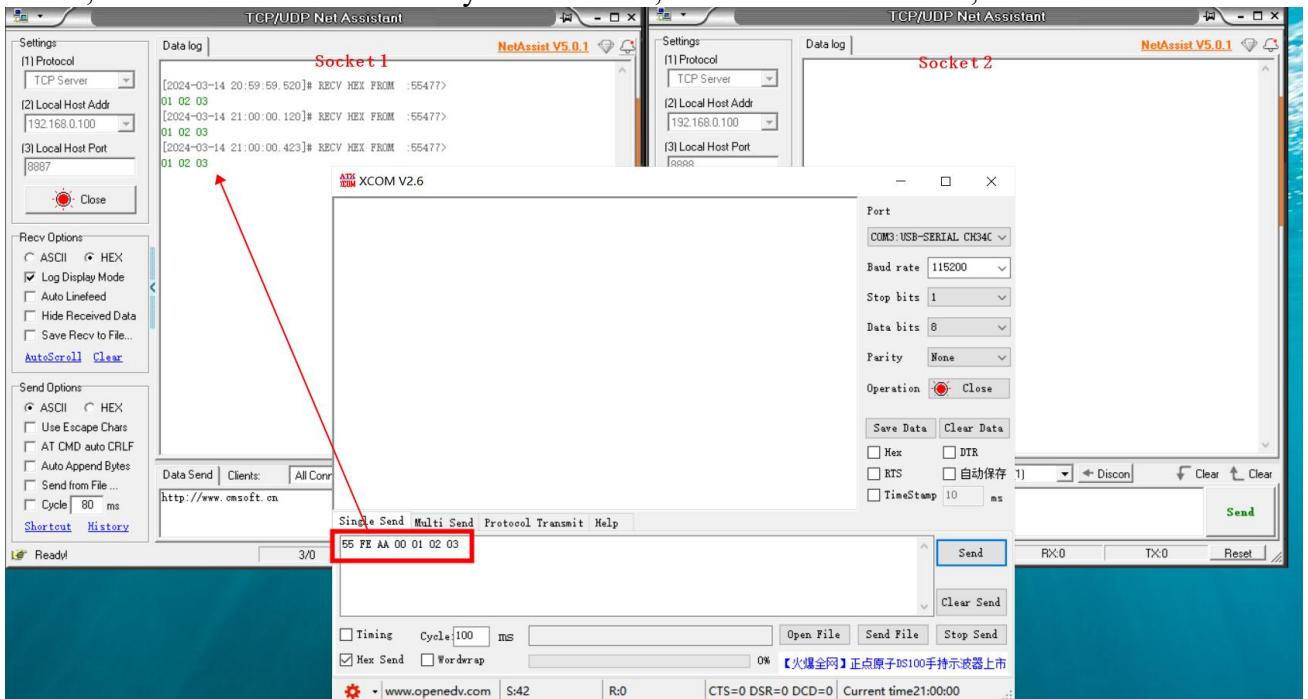 TCP/UDP Net Assistant
Settings
(1) Protocol
TCP Server
(2) Local Host Addr
192.168.0.100
(3) Local Host Port
8887
Close
Recv Options
ASCII HEX
Log Display Mode
Auto Linefeed
Hide Received Data
Save Recv to File...
AutoScroll Clear
Send Options
ASCII HEX
Use Escape Chars
AT CMD auto CRLF
Auto Append Bytes
Send from File ...
Cycle 80 ms
Shortcut History
Ready!
3/0
Data log
NetAssist V5.0.1
Socket 1
[2024-03-14 20:59:59.520]# RECV HEX FROM :55477>
01 02 03
[2024-03-14 21:00:00.120]# RECV HEX FROM :55477>
01 02 03
[2024-03-14 21:00:00.423]# RECV HEX FROM :55477>
01 02 03
Data Send Clients: All Conn
http://www.cmsoft.cn
TCP/UDP Net Assistant
Settings
(1) Protocol
TCP Server
(2) Local Host Addr
192.168.0.100
(3) Local Host Port
8888
Data log
NetAssist V5.0.1
Socket 2
Discon Clear Clear
Send
RX:0 TX:0 Reset
XCOM V2.6
Port
COM3:USB-SERIAL CH34C
Baud rate 115200
Stop bits 1
Data bits 8
Parity None
Operation Close
Save Data Clear Data
Hex DTR
RTS 自动保存
TimeStamp 10 ms
Single Send Multi Send Protocol Transmit Help
55 FE AA 00 01 02 03
Send
Clear Send
Timing Cycle:100 ms Open File Send File Stop Send
Hex Send Wordwrap 0% 【火爆全网】正点原子DS100手持示波器上市
www.openedv.com S:42 R:0 CTS=0 DSR=0 DCD=0 Current time21:00:00